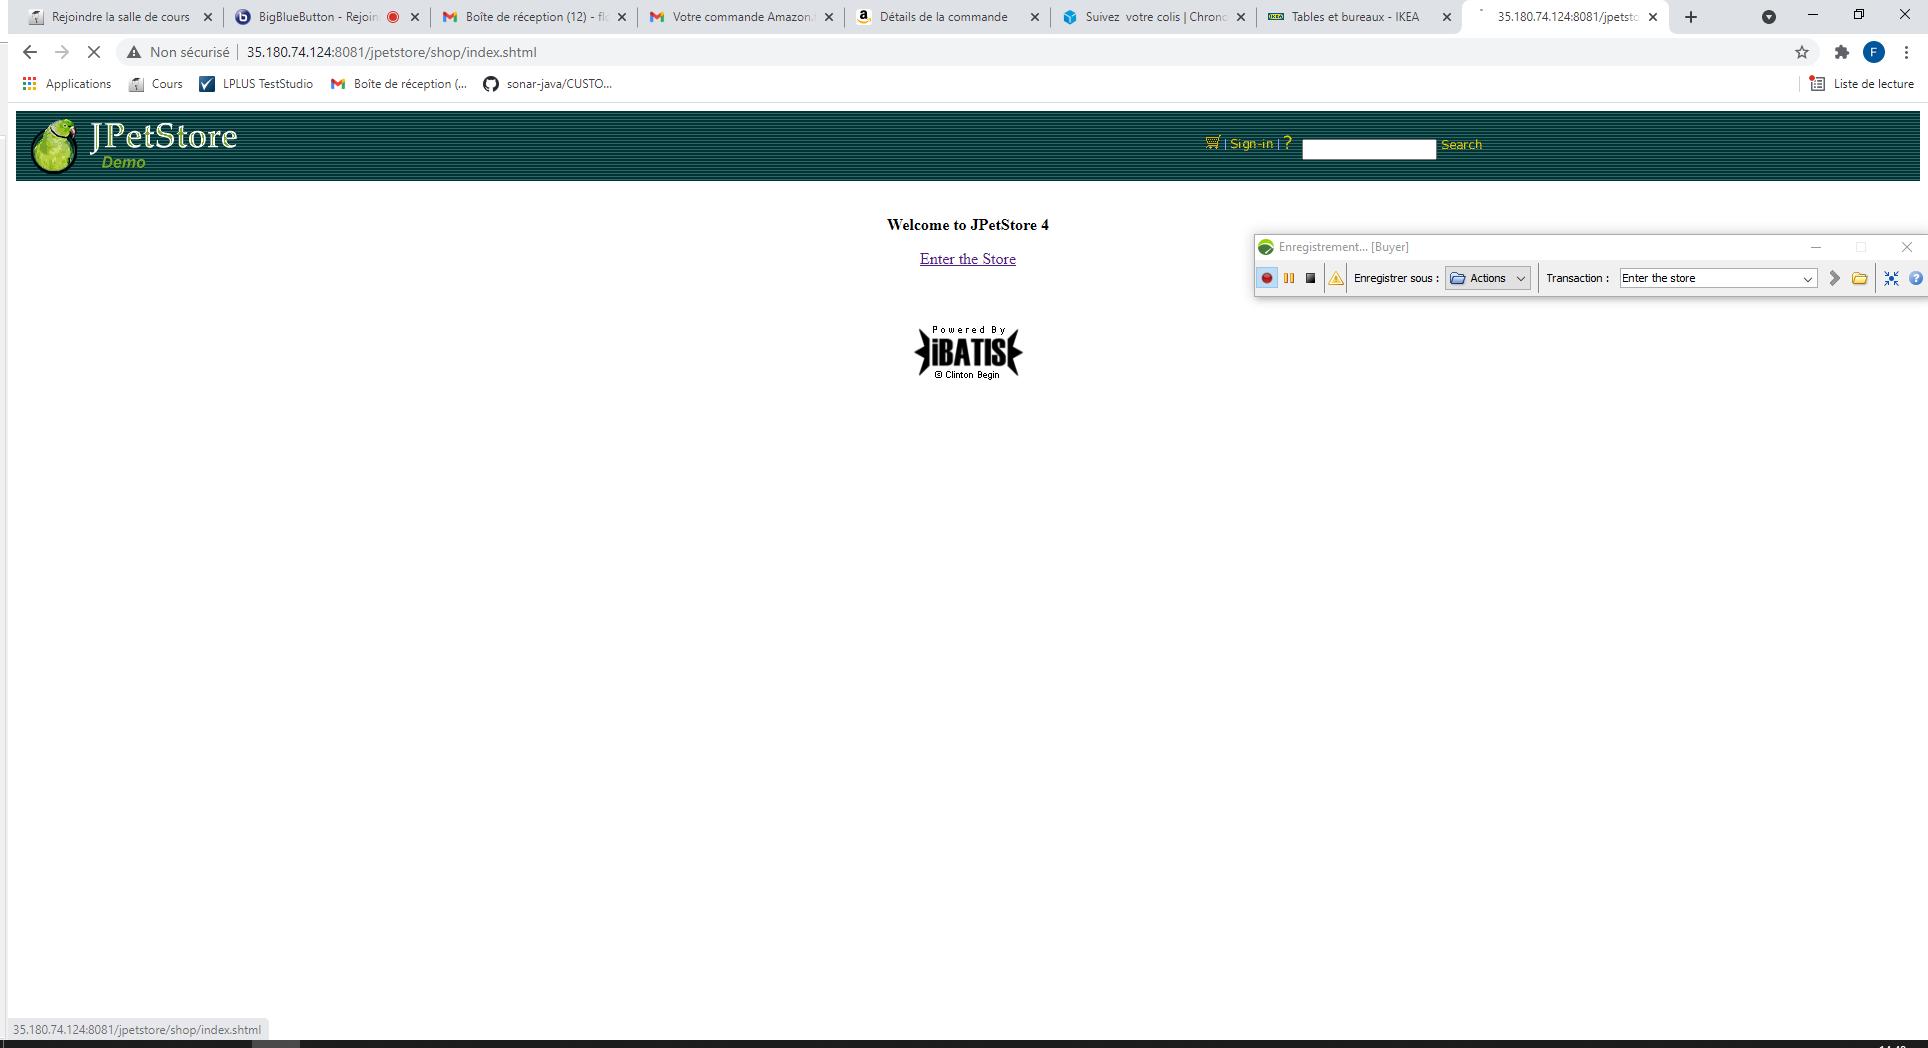 Rejoindre la salle de cours
BigBlueButton - Rejoin
Boîte de réception (12) - flo
Votre commande Amazon.
Détails de la commande
Suivez votre colis | Chrono
Tables et bureaux - IKEA
35.180.74.124:8081/jpetsto
Non sécurisé
35.180.74.124:8081/jpetstore/shop/index.shtml
F
Applications
Cours
LPLUS TestStudio
Boîte de réception (...
sonar-java/CUSTO...
Liste de lecture
JPetStore
Demo
| Sign-in | ?
Search
Welcome to JPetStore 4
Enter the Store
Enregistrement... [Buyer]
Enregistrer sous :
Actions
Transaction :
Enter the store
Powered By
iBATIS
© Clinton Begin
35.180.74.124:8081/jpetstore/shop/index.shtml